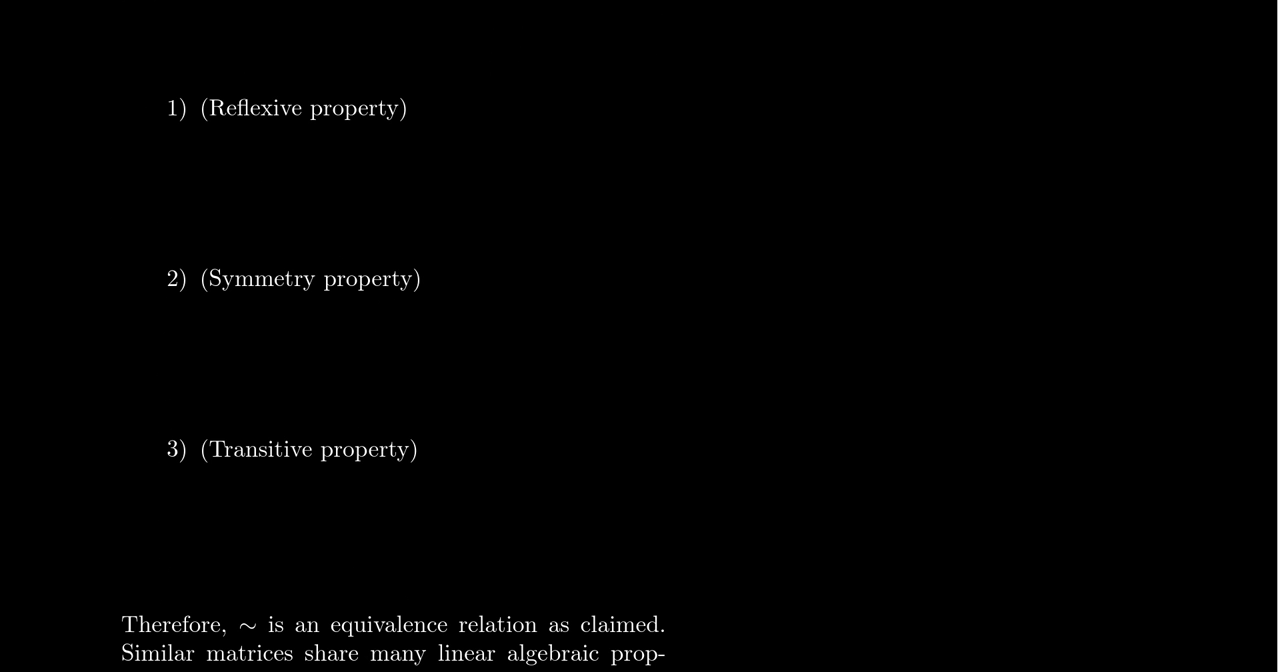 1) (Reflexive property)
2) (Symmetry property)
3) (Transitive property)
Therefore, ∼ is an equivalence relation as claimed.
Similar matrices share many linear algebraic prop-